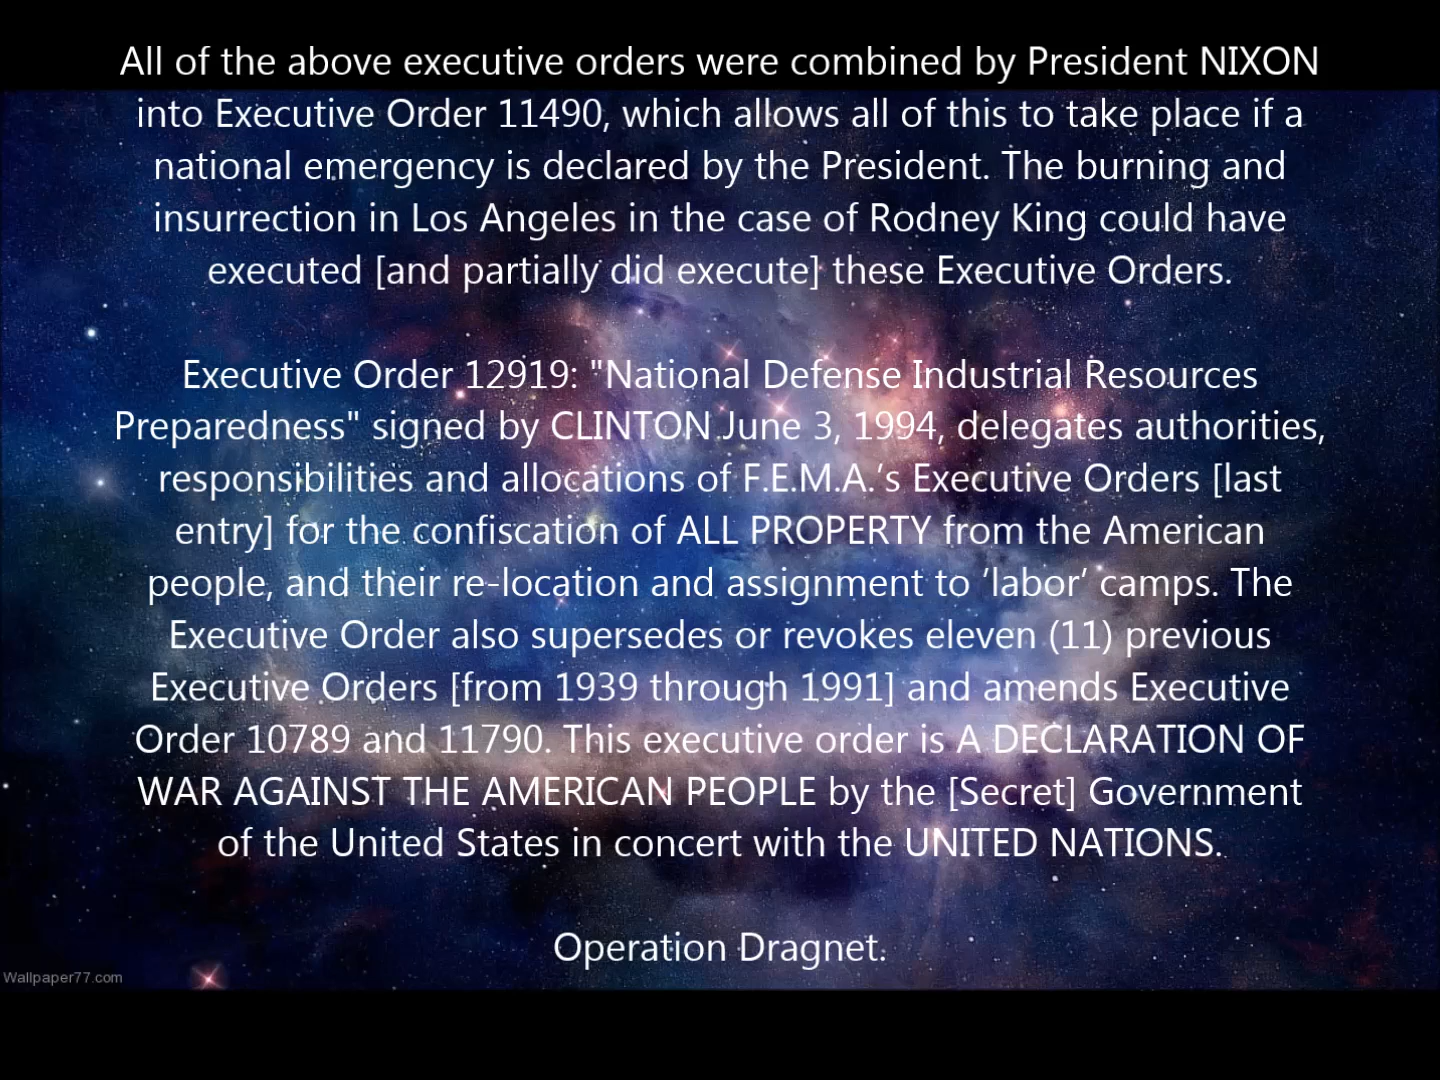 All of the above executive orders were combined by President NIXON
into Executive Order 11490, which allows all of this to take place if a
national emergency is declared by the President. The burning and
insurrection in Los Angeles in the case of Rodney King could have
executed [and partially did execute] these Executive Orders.
Executive Order 12919: "National Defense Industrial Resources
Preparedness" signed by CLINTON June 3, 1994, delegates authorities,
responsibilities and allocations of F.E.M.A.’s Executive Orders [last
entry] for the confiscation of ALL PROPERTY from the American
people, and their re-location and assignment to ’labor’ camps. The
Executive Order also supersedes or revokes eleven (11) previous
Executive Orders [from 1939 through 1991] and amends Executive
Order 10789 and 11790. This executive order is A DECLARATION OF
WAR AGAINST THE AMERICAN PEOPLE by the [Secret] Government
of the United States in concert with the UNITED NATIONS.
Operation Dragnet.
Wallpaper77.com